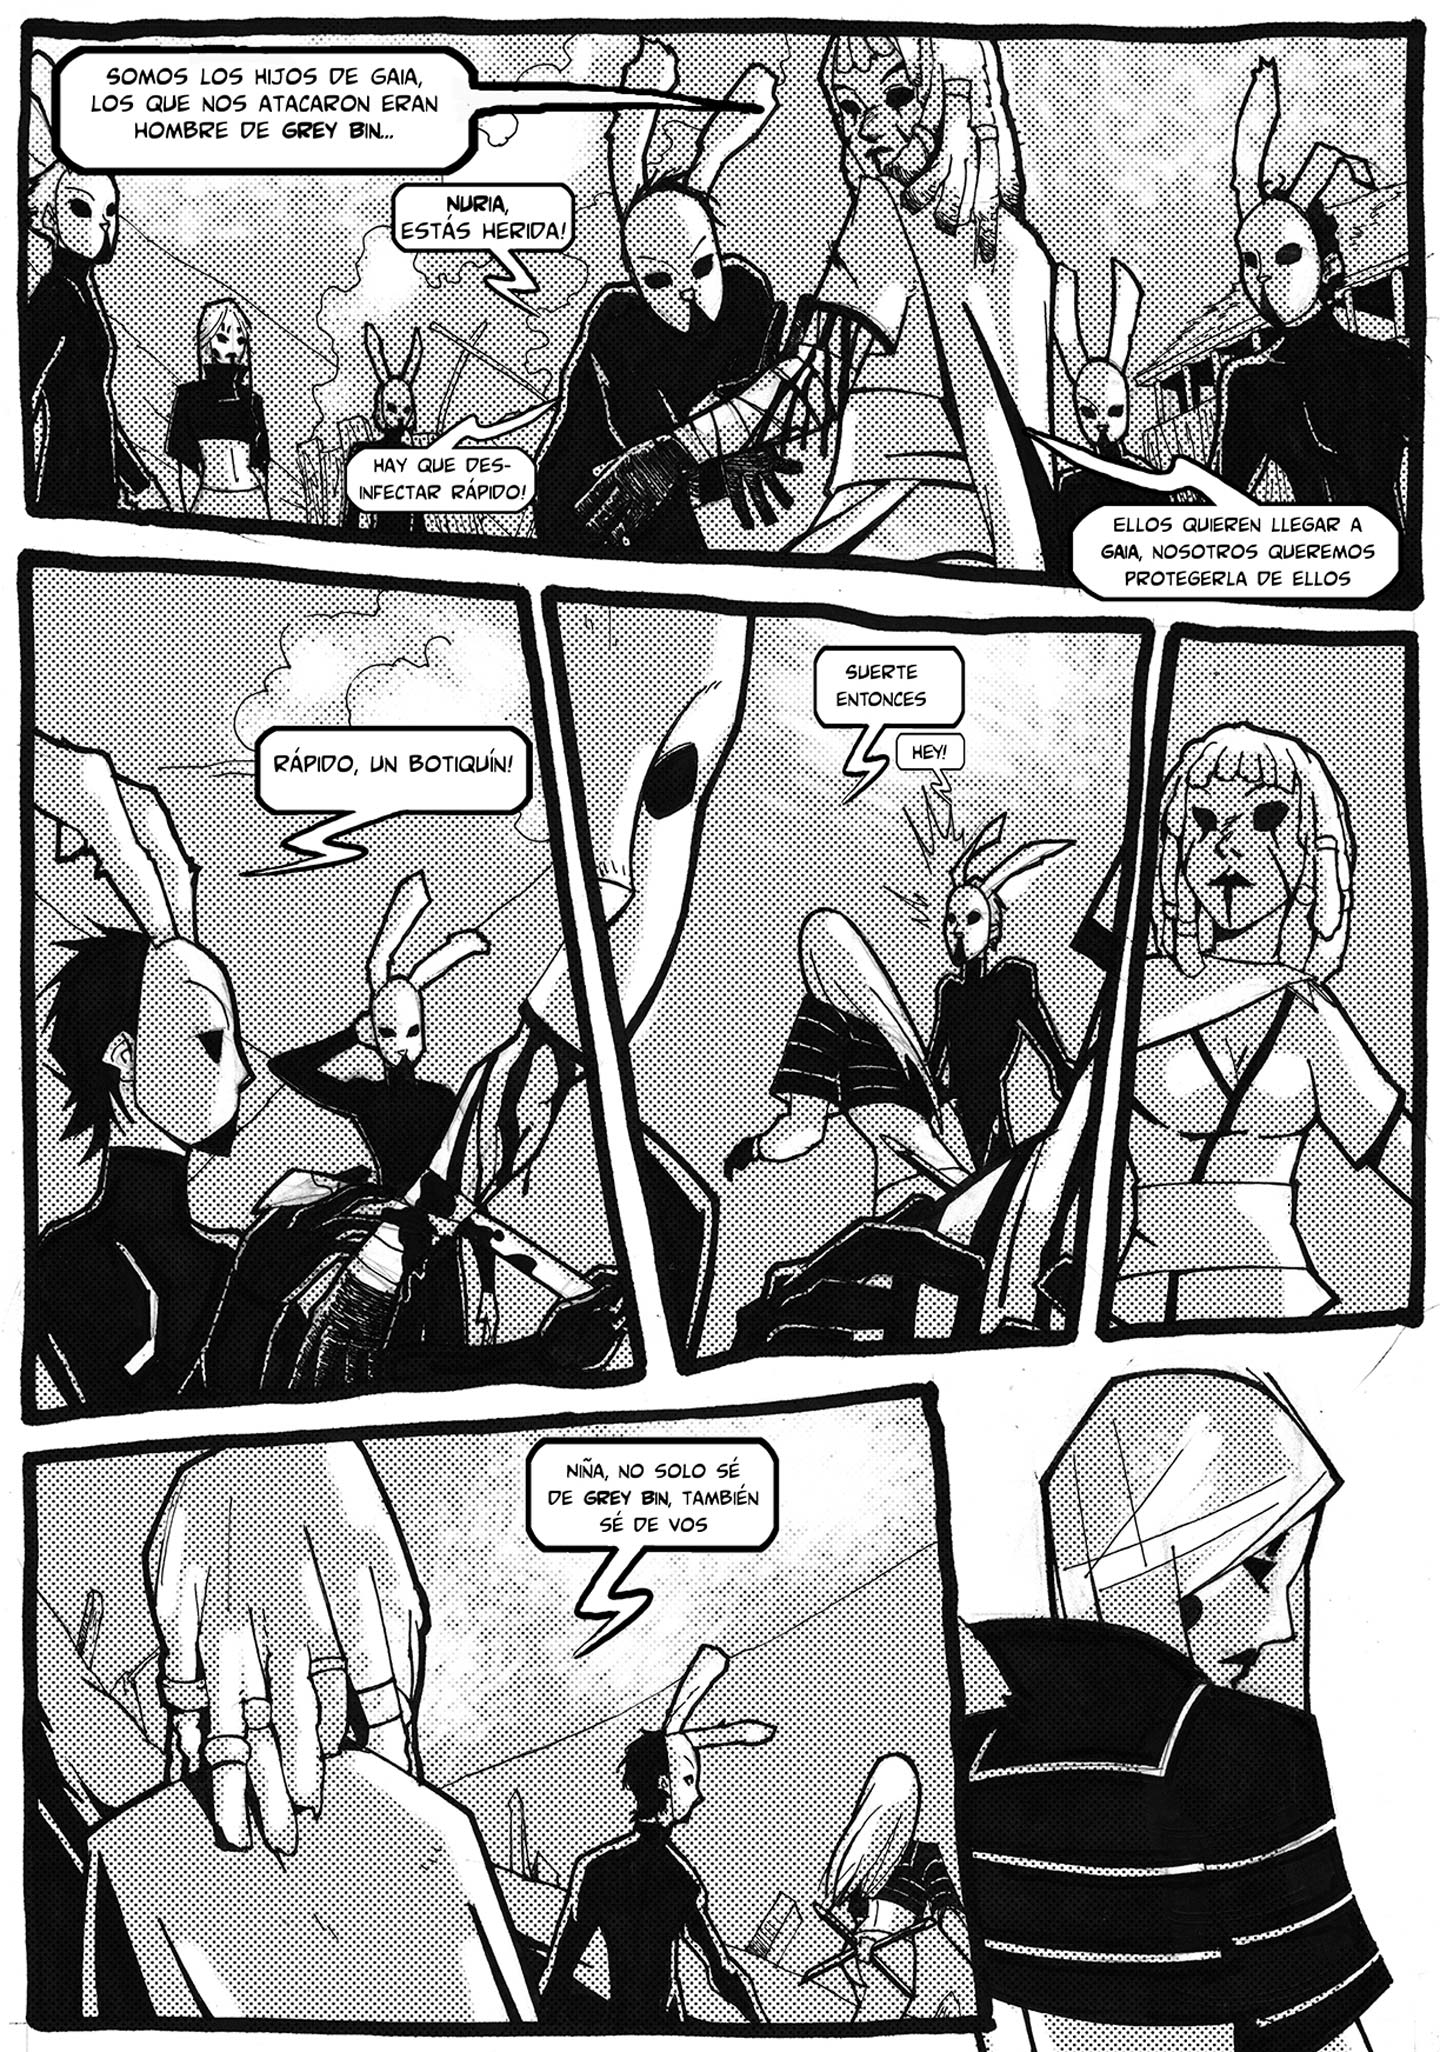 SOMOS LOS HIJOS DE GAIA,
LOS QUE NOS ATACARON ERAN
HOMBRE DE GREY BIN...
NURIA,
ESTÁS HERIDA!
HAY QUE DES-
INFECTAR RÁPIDO!
ELLOS QUIEREN LLEGAR A
GAIA, NOSOTROS QUEREMOS
PROTEGERLA DE ELLOS
RÁPIDO, UN BOTIQUÍN!
SUERTE
ENTONCES
HEY!
NIÑA, NO SOLO SÉ
DE GREY BIN, TAMBIÉN
SÉ DE VOS